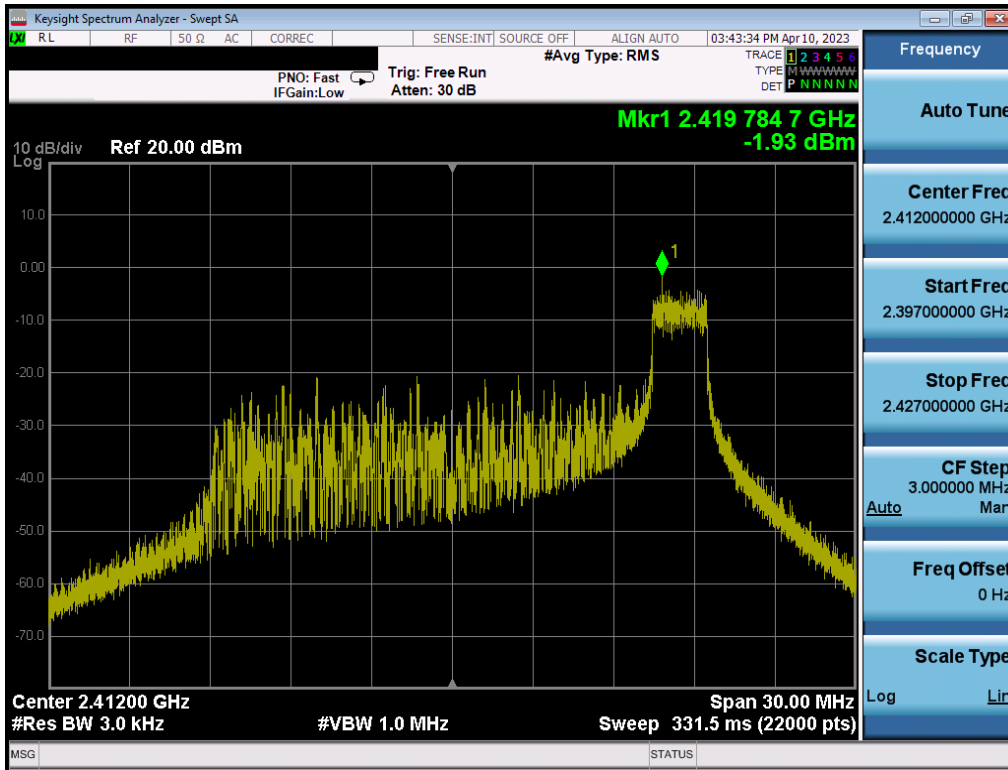 Keysight Spectrum Analyzer - Swept SA
LXI RL RF 50 Ω AC CORREC SENSE:INT SOURCE OFF ALIGN AUTO 03:43:34 PM Apr 10, 2023
#Avg Type: RMS
TRACE 1 2 3 4 5 6
PNO: Fast Trig: Free Run
TYPE M W W W W W
IFGain:Low Atten: 30 dB
DET P N N N N N
Mkr1 2.419 784 7 GHz
-1.93 dBm
10 dB/div Ref 20.00 dBm
Log
1
10.0
0.00
-10.0
-20.0
-30.0
-40.0
-50.0
-60.0
-70.0
Center 2.41200 GHz Span 30.00 MHz
#Res BW 3.0 kHz #VBW 1.0 MHz Sweep 331.5 ms (22000 pts)
MSG STATUS
Frequency
Auto Tune
Center Freq
2.412000000 GHz
Start Freq
2.397000000 GHz
Stop Freq
2.427000000 GHz
CF Step
3.000000 MHz
Auto Man
Freq Offset
0 Hz
Scale Type
Log Lin